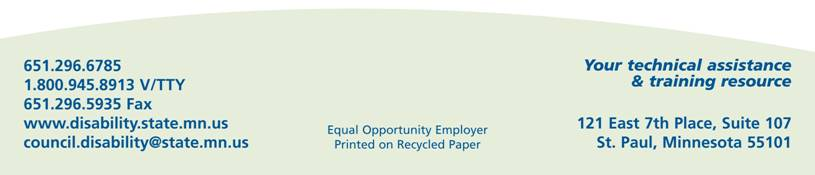 651.296.6785
1.800.945.8913 V/TTY
651.296.5935 Fax
www.disability.state.mn.us
council.disability@state.mn.us
Equal Opportunity Employer
Printed on Recycled Paper
Your technical assistance
& training resource
121 East 7th Place, Suite 107
St. Paul, Minnesota 55101